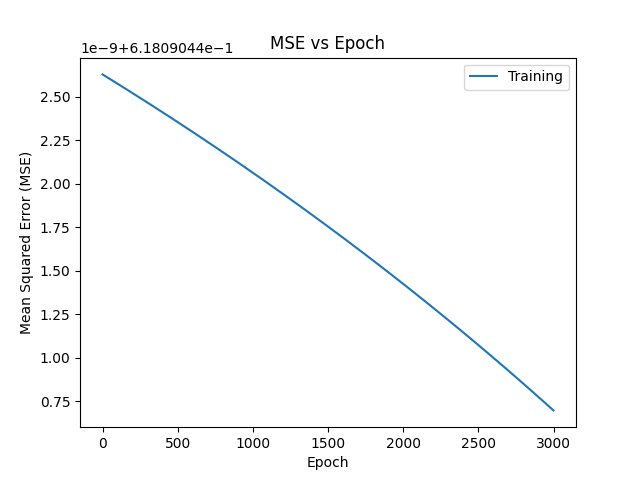 1e−9+6.1809044e−1
MSE vs Epoch
Training
2.50
2.25
2.00
1.75
1.50
1.25
1.00
0.75
Mean Squared Error (MSE)
0 500 1000 1500 2000 2500 3000
Epoch